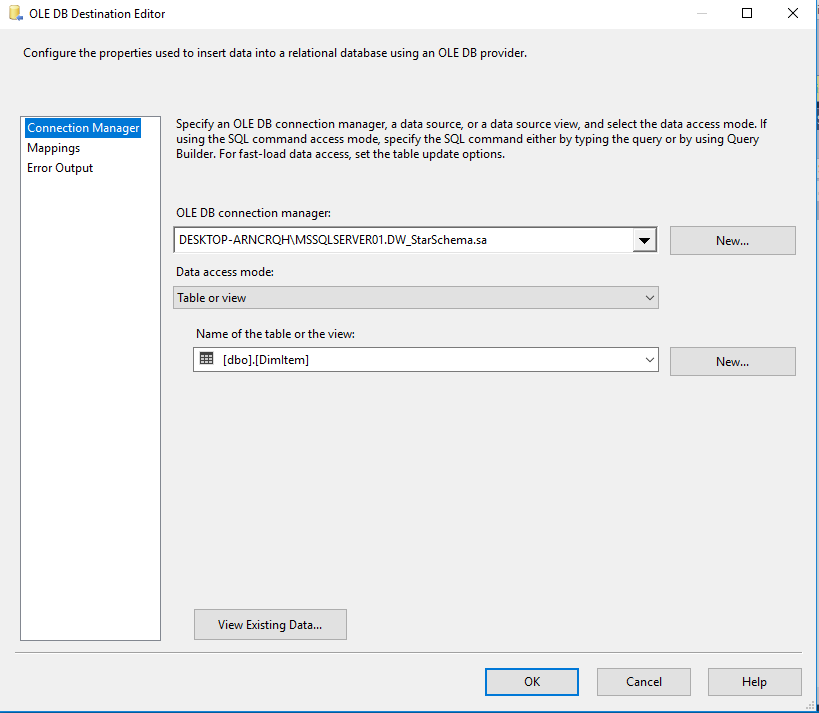 OLE DB Destination Editor
Configure the properties used to insert data into a relational database using an OLE DB provider.
Connection Manager
Mappings
Error Output
Specify an OLE DB connection manager, a data source, or a data source view, and select the data access mode. If
using the SQL command access mode, specify the SQL command either by typing the query or by using Query
Builder. For fast-load data access, set the table update options.
OLE DB connection manager:
DESKTOP-ARNCRQH\MSSQLSERVER01.DW_StarSchema.sa
New...
Data access mode:
Table or view
Name of the table or the view:
[dbo].[DimItem]
New...
View Existing Data...
OK
Cancel
Help